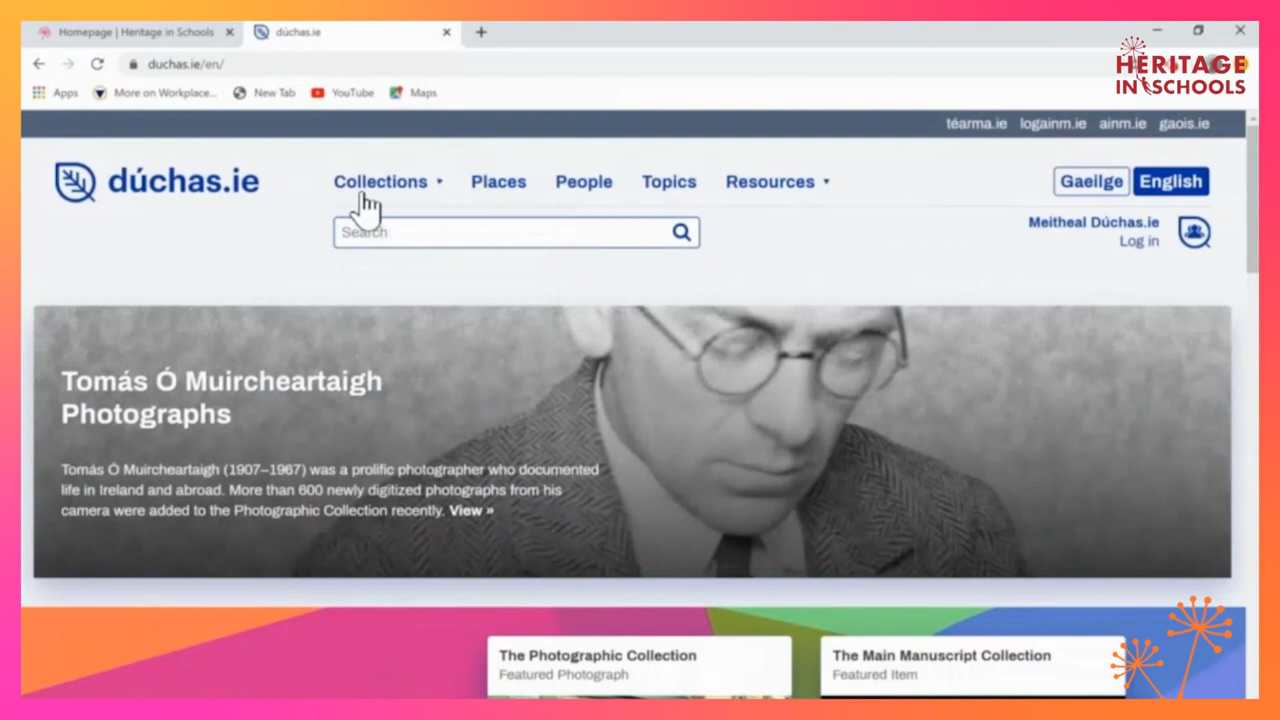 Homepage | Heritage in Schools
dúchas.ie
duchas.ie/en/
HERITAGE
IN SCHOOLS
Apps
More on Workplace...
New Tab
YouTube
Maps
téarma.ie logainm.ie ainm.ie gaois.ie
dúchas.ie
Collections Places People Topics Resources
Gaeilge English
Search
Meitheal Dúchas.ie
Log in
Tomás Ó Muircheartaigh
Photographs
Tomás Ó Muircheartaigh (1907–1967) was a prolific photographer who documented
life in Ireland and abroad. More than 600 newly digitized photographs from his
camera were added to the Photographic Collection recently. View »
The Photographic Collection
Featured Photograph
The Main Manuscript Collection
Featured Item